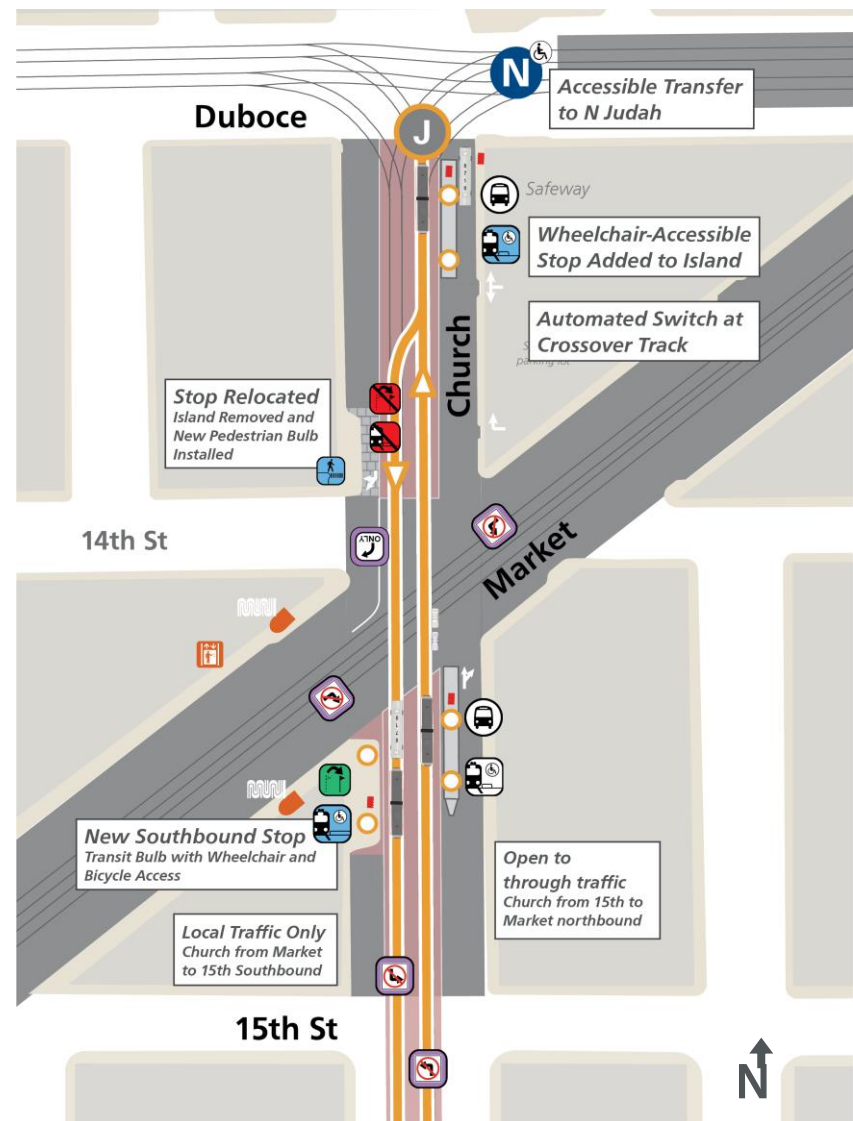 N
Accessible Transfer
to N Judah
Duboce
J
Safeway
Wheelchair-Accessible
Stop Added to Island
Church
Automated Switch at
Crossover Track
Stop Relocated
Island Removed and
New Pedestrian Bulb
Installed
14th St
ONLY
Market
MUNI
MUNI
New Southbound Stop
Transit Bulb with Wheelchair and
Bicycle Access
Open to
through traffic
Church from 15th to
Market northbound
Local Traffic Only
Church from Market
to 15th Southbound
15th St
N